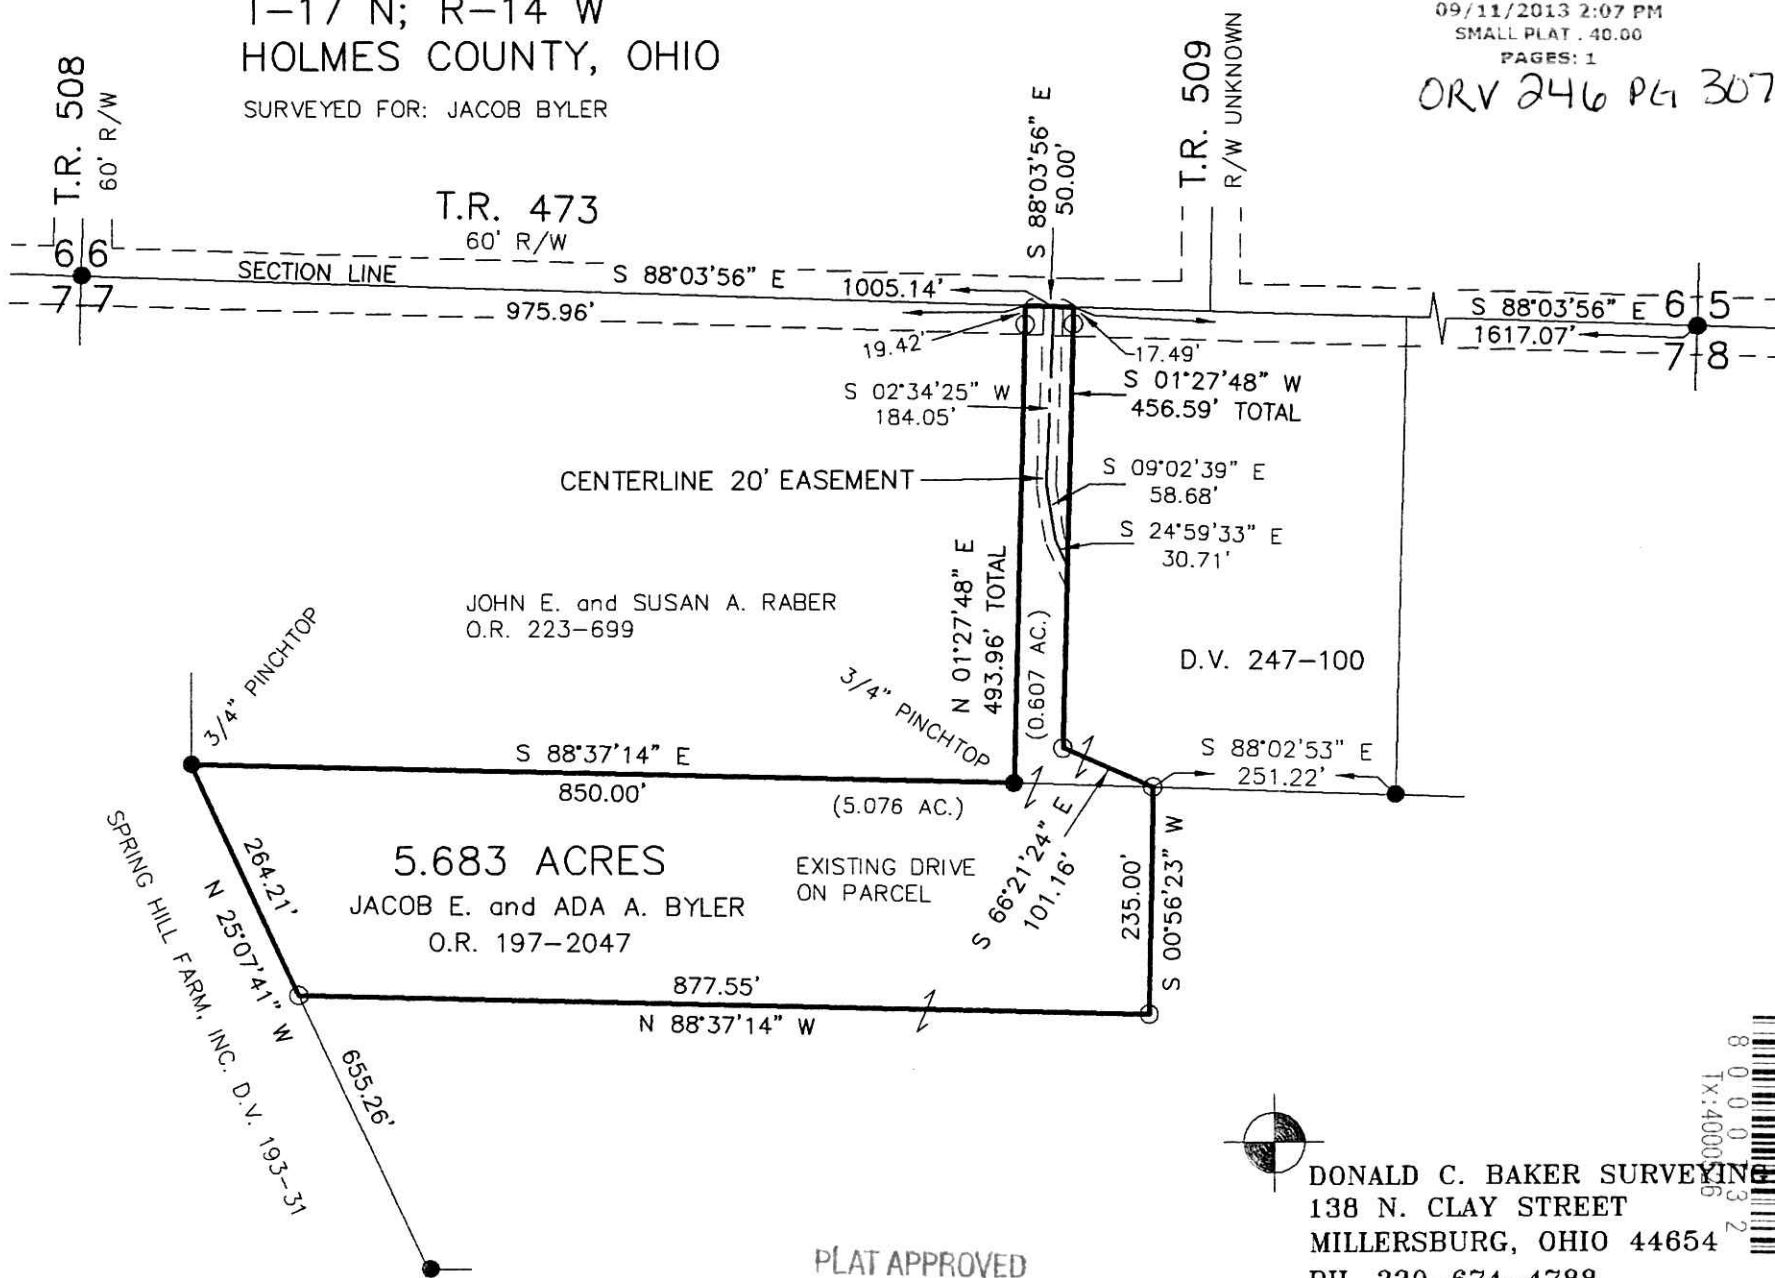 T-17 N; R-14 W
HOLMES COUNTY, OHIO
SURVEYED FOR: JACOB BYLER
09/11/2013 2:07 PM
SMALL PLAT . 40.00
PAGES: 1
ORV 246 PG 307
T.R. 508
60' R/W
T.R. 473
60' R/W
S 88°03'56" E
50.00'
T.R. 509
R/W UNKNOWN
6 6
7 7
SECTION LINE
S 88°03'56" E
1005.14'
975.96'
S 88°03'56" E
1617.07'
6 5
7 8
19.42'
17.49'
S 02°34'25" W
184.05'
S 01°27'48" W
456.59' TOTAL
CENTERLINE 20' EASEMENT
S 09°02'39" E
58.68'
S 24°59'33" E
30.71'
N 01°27'48" E
493.96' TOTAL
(0.607 AC.)
JOHN E. and SUSAN A. RABER
O.R. 223-699
D.V. 247-100
3/4" PINCHTOP
3/4" PINCHTOP
S 88°37'14" E
850.00'
(5.076 AC.)
S 88°02'53" E
251.22'
S 66°21'24" E
101.16'
5.683 ACRES
JACOB E. and ADA A. BYLER
O.R. 197-2047
EXISTING DRIVE
ON PARCEL
235.00'
S 00°56'23" W
264.21'
N 25°07'41" W
SPRING HILL FARM, INC. D.V. 193-31
877.55'
N 88°37'14" W
655.26'
DONALD C. BAKER SURVEYING
138 N. CLAY STREET
MILLERSBURG, OHIO 44654
PH. 330-674-4788
PLAT APPROVED